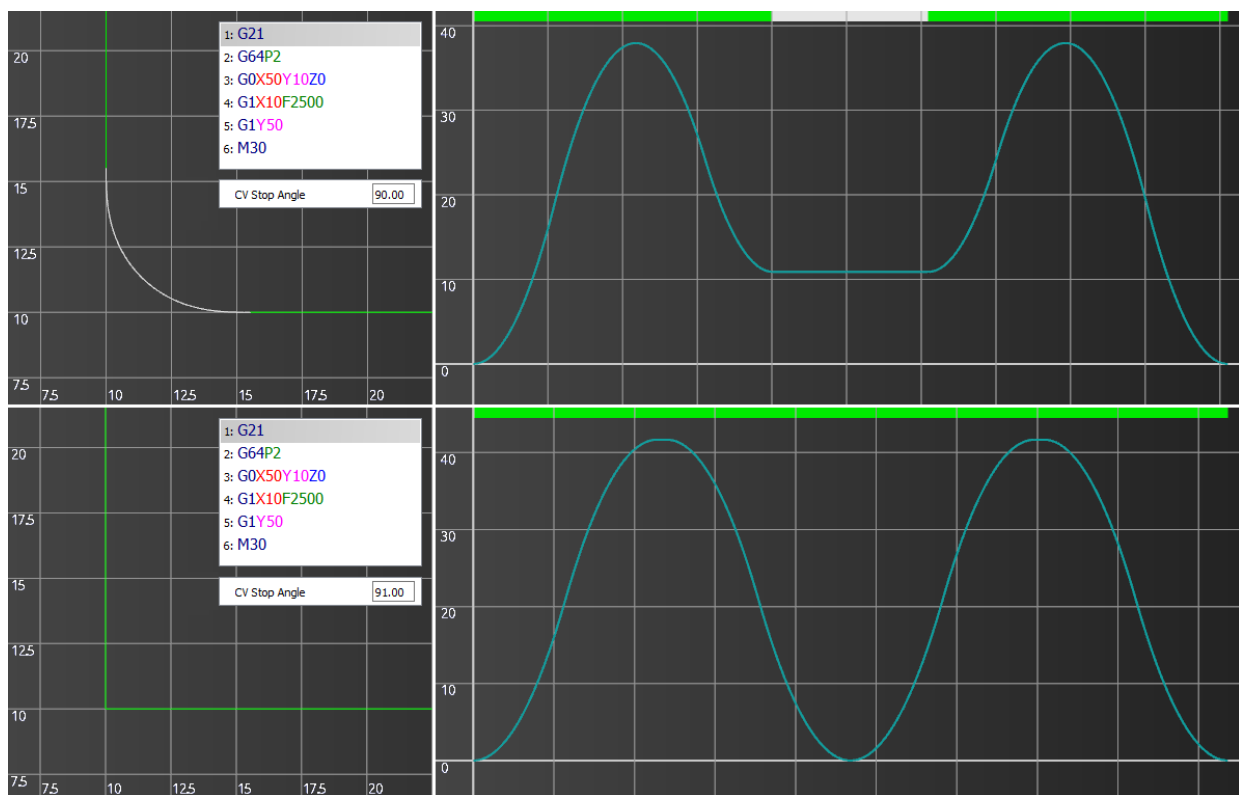 20
17.5
15
12.5
10
7.5
7.5 10 12.5 15 17.5 20
1: G21
2: G64P2
3: G0X50Y10Z0
4: G1X10F2500
5: G1Y50
6: M30
CV Stop Angle 90.00
40
30
20
10
0
20
17.5
15
12.5
10
7.5
7.5 10 12.5 15 17.5 20
1: G21
2: G64P2
3: G0X50Y10Z0
4: G1X10F2500
5: G1Y50
6: M30
CV Stop Angle 91.00
40
30
20
10
0